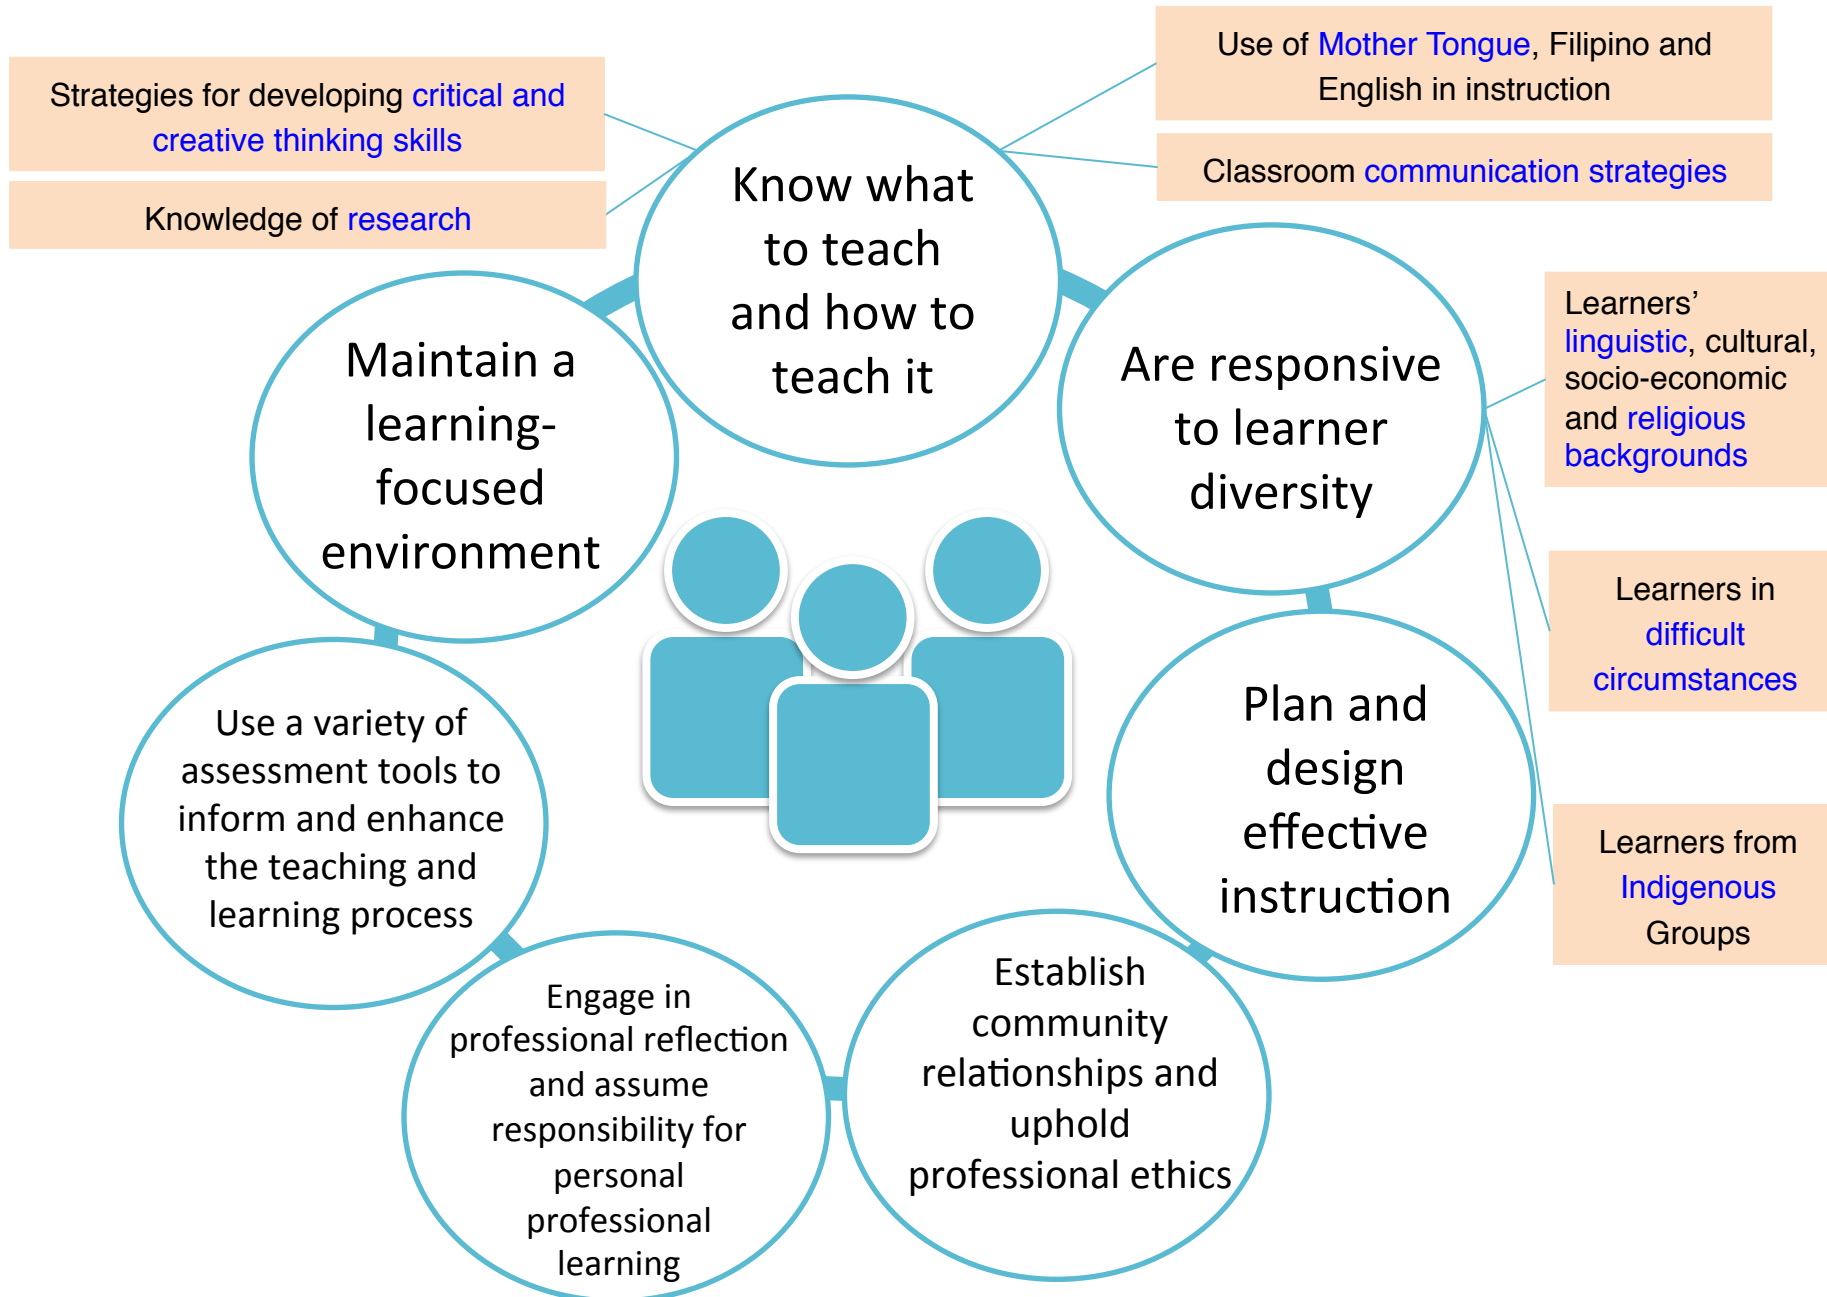 Strategies for developing critical and
creative thinking skills
Knowledge of research
Use of Mother Tongue, Filipino and
English in instruction
Classroom communication strategies
Know what
to teach
and how to
teach it
Are responsive
to learner
diversity
Learners’
linguistic, cultural,
socio-economic
and religious
backgrounds
Learners in
difficult
circumstances
Learners from
Indigenous
Groups
Plan and
design
effective
instruction
Establish
community
relationships and
uphold
professional ethics
Engage in
professional reflection
and assume
responsibility for
personal
professional
learning
Use a variety of
assessment tools to
inform and enhance
the teaching and
learning process
Maintain a
learning-
focused
environment